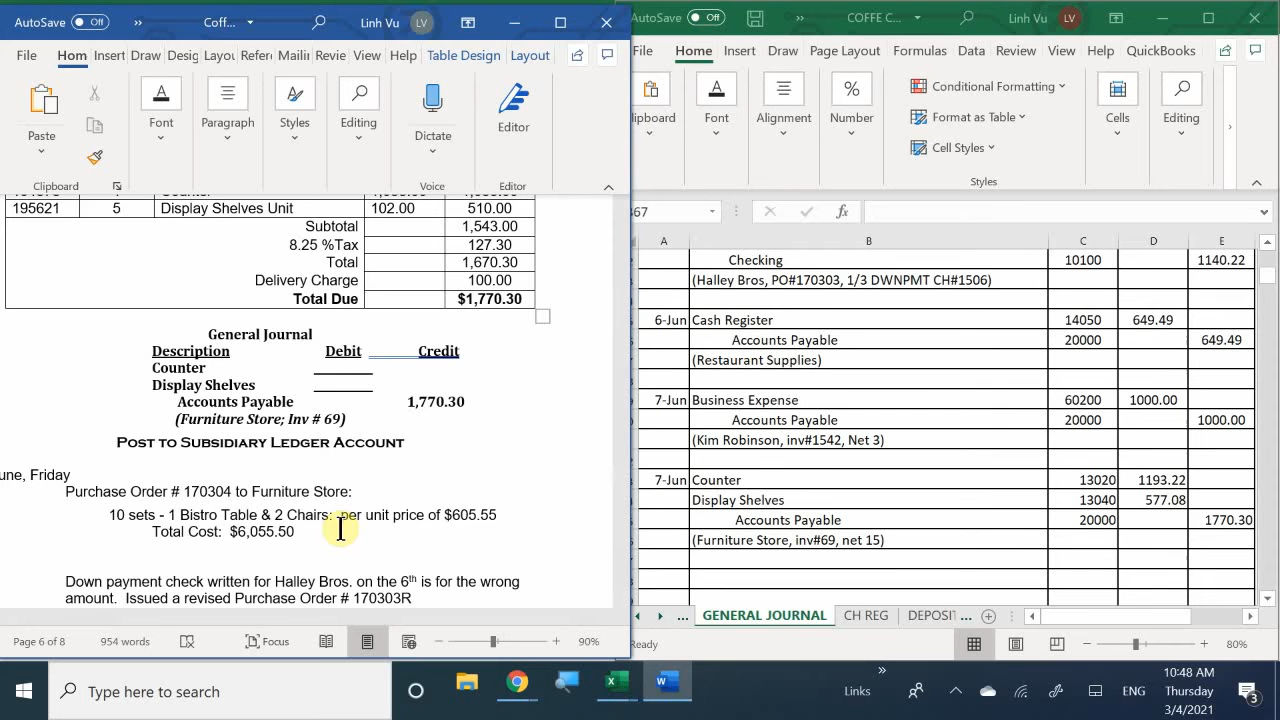 AutoSave Off Coff... Linh Vu LV
File Hom Insert Draw Desig Layou Refere Mailin Revie View Help Table Design Layout
Paste Font Paragraph Styles Editing Dictate Editor
Clipboard Voice Editor
195621 5 Display Shelves Unit 102.00 510.00
Subtotal 1,543.00
8.25 %Tax 127.30
Total 1,670.30
Delivery Charge 100.00
Total Due $1,770.30
General Journal
Description Debit Credit
Counter
Display Shelves
Accounts Payable 1,770.30
(Furniture Store; Inv # 69)
POST TO SUBSIDIARY LEDGER ACCOUNT
une, Friday
Purchase Order # 170304 to Furniture Store:
10 sets - 1 Bistro Table & 2 Chairs: per unit price of $605.55
Total Cost: $6,055.50
Down payment check written for Halley Bros. on the 6th is for the wrong
amount. Issued a revised Purchase Order # 170303R
Page 6 of 8 954 words Focus 90%
AutoSave Off COFFE C... Linh Vu LV
File Home Insert Draw Page Layout Formulas Data Review View Help QuickBooks
lipboard Font Alignment Number Conditional Formatting Cells Editing
Format as Table
Cell Styles
Styles
367 fx
A B C D E
Checking 10100 1140.22
(Halley Bros, PO#170303, 1/3 DWNPMT CH#1506)
6-Jun Cash Register 14050 649.49
Accounts Payable 20000 649.49
(Restaurant Supplies)
7-Jun Business Expense 60200 1000.00
Accounts Payable 20000 1000.00
(Kim Robinson, inv#1542, Net 3)
7-Jun Counter 13020 1193.22
Display Shelves 13040 577.08
Accounts Payable 20000 1770.30
(Furniture Store, inv#69, net 15)
... GENERAL JOURNAL CH REG DEPOSIT ...
Ready 80%
Type here to search Links ENG 10:48 AM
Thursday
3/4/2021
3